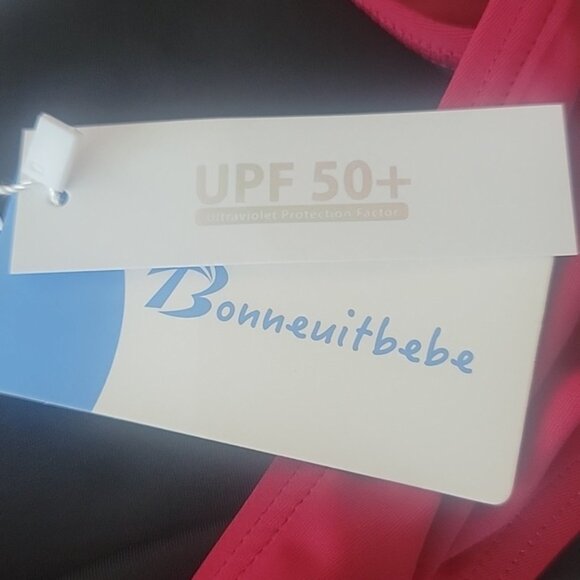 UPF 50+
Ultraviolet Protection Factor
Bonneuitbebe